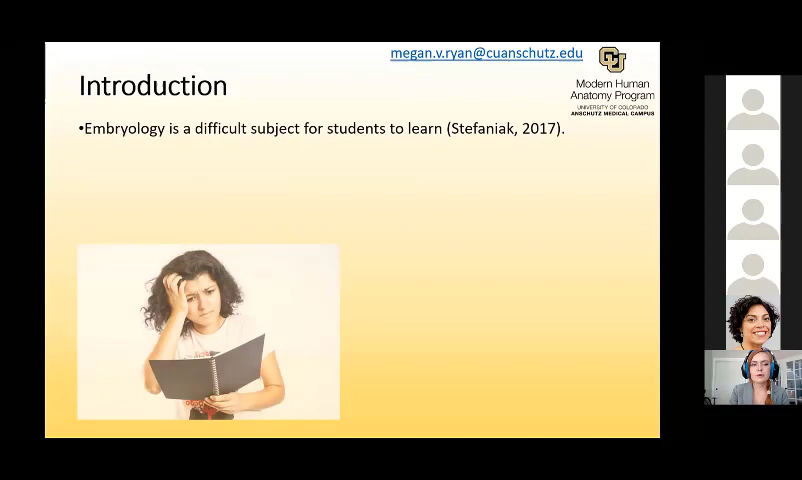 megan.v.ryan@cuanschutz.edu
Introduction
Modern Human
Anatomy Program
UNIVERSITY OF COLORADO
ANSCHUTZ MEDICAL CAMPUS
•Embryology is a difficult subject for students to learn (Stefaniak, 2017).